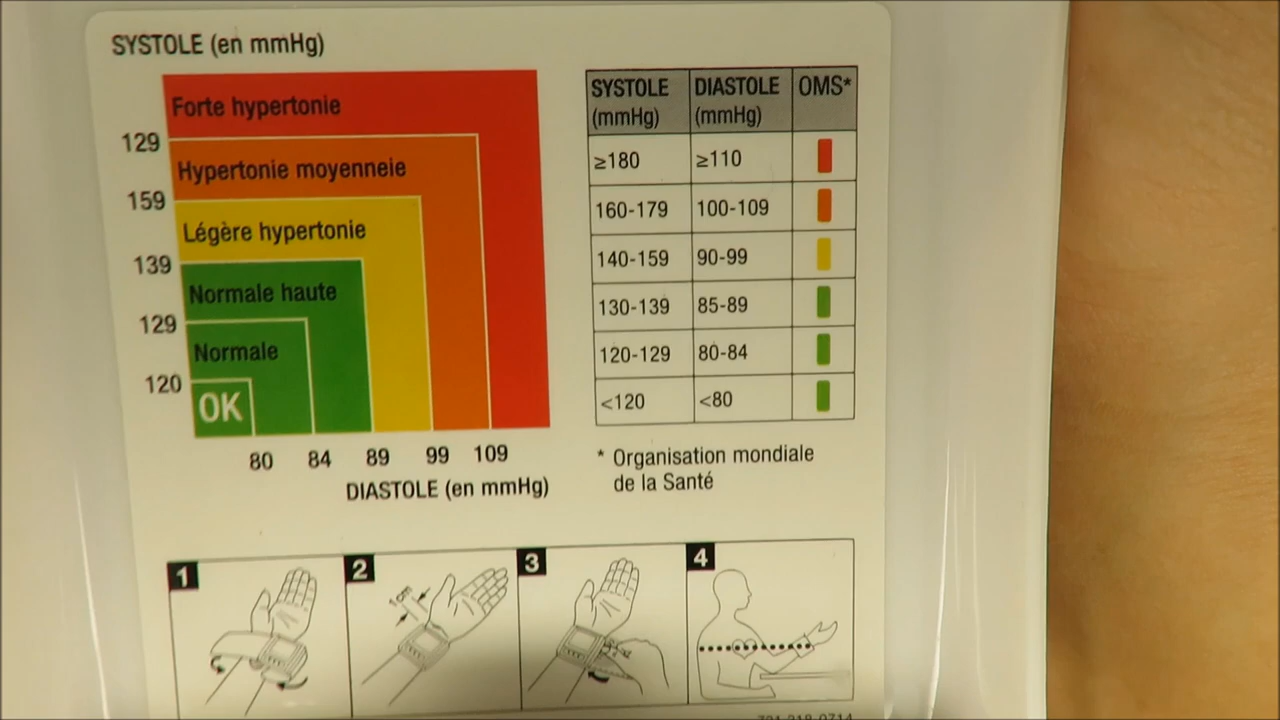 SYSTOLE (en mmHg)
Forte hypertonie
129
Hypertonie moyenneie
159
Légère hypertonie
139
Normale haute
129
Normale
120
OK
80 84 89 99 109
DIASTOLE (en mmHg)
SYSTOLE (mmHg) DIASTOLE (mmHg) OMS*
≥180 ≥110
160-179 100-109
140-159 90-99
130-139 85-89
120-129 80-84
<120 <80
* Organisation mondiale
de la Santé
1 2 3 4
1 cm